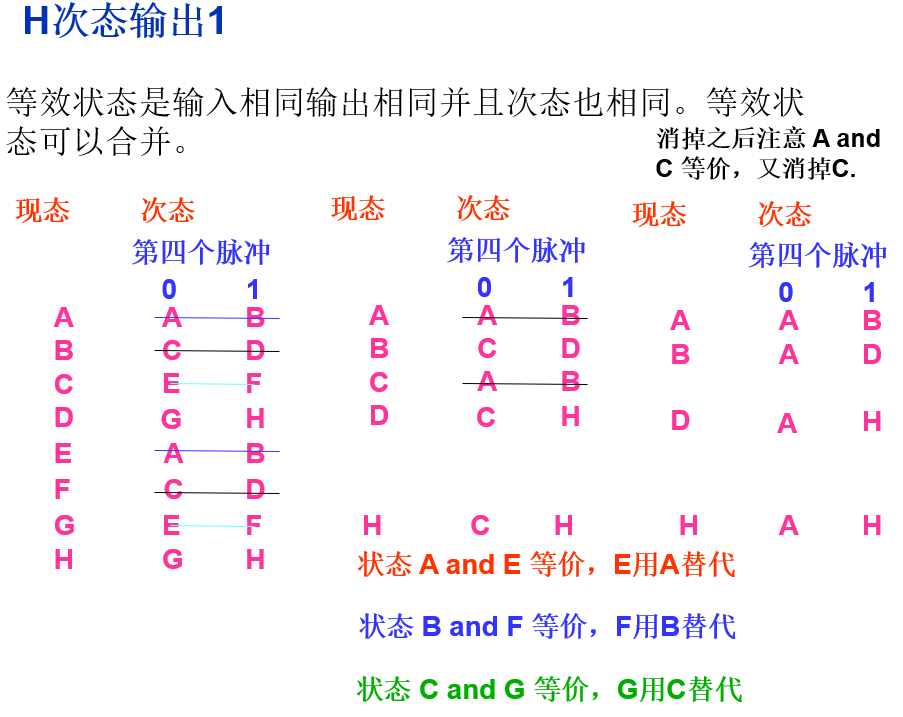 H次态输出1
等效状态是输入相同输出相同并且次态也相同。等效状
态可以合并。
消掉之后注意 A and
C 等价，又消掉C.
现态 次态 现态 次态 现态 次态
第四个脉冲 第四个脉冲 第四个脉冲
0 1 0 1 0 1
A A B A A B A A B
B C D B C D B A D
C E F C A B
D G H D C H D A H
E A B
F C D
G E F H C H H A H
H G H
状态 A and E 等价，E用A替代
状态 B and F 等价，F用B替代
状态 C and G 等价，G用C替代